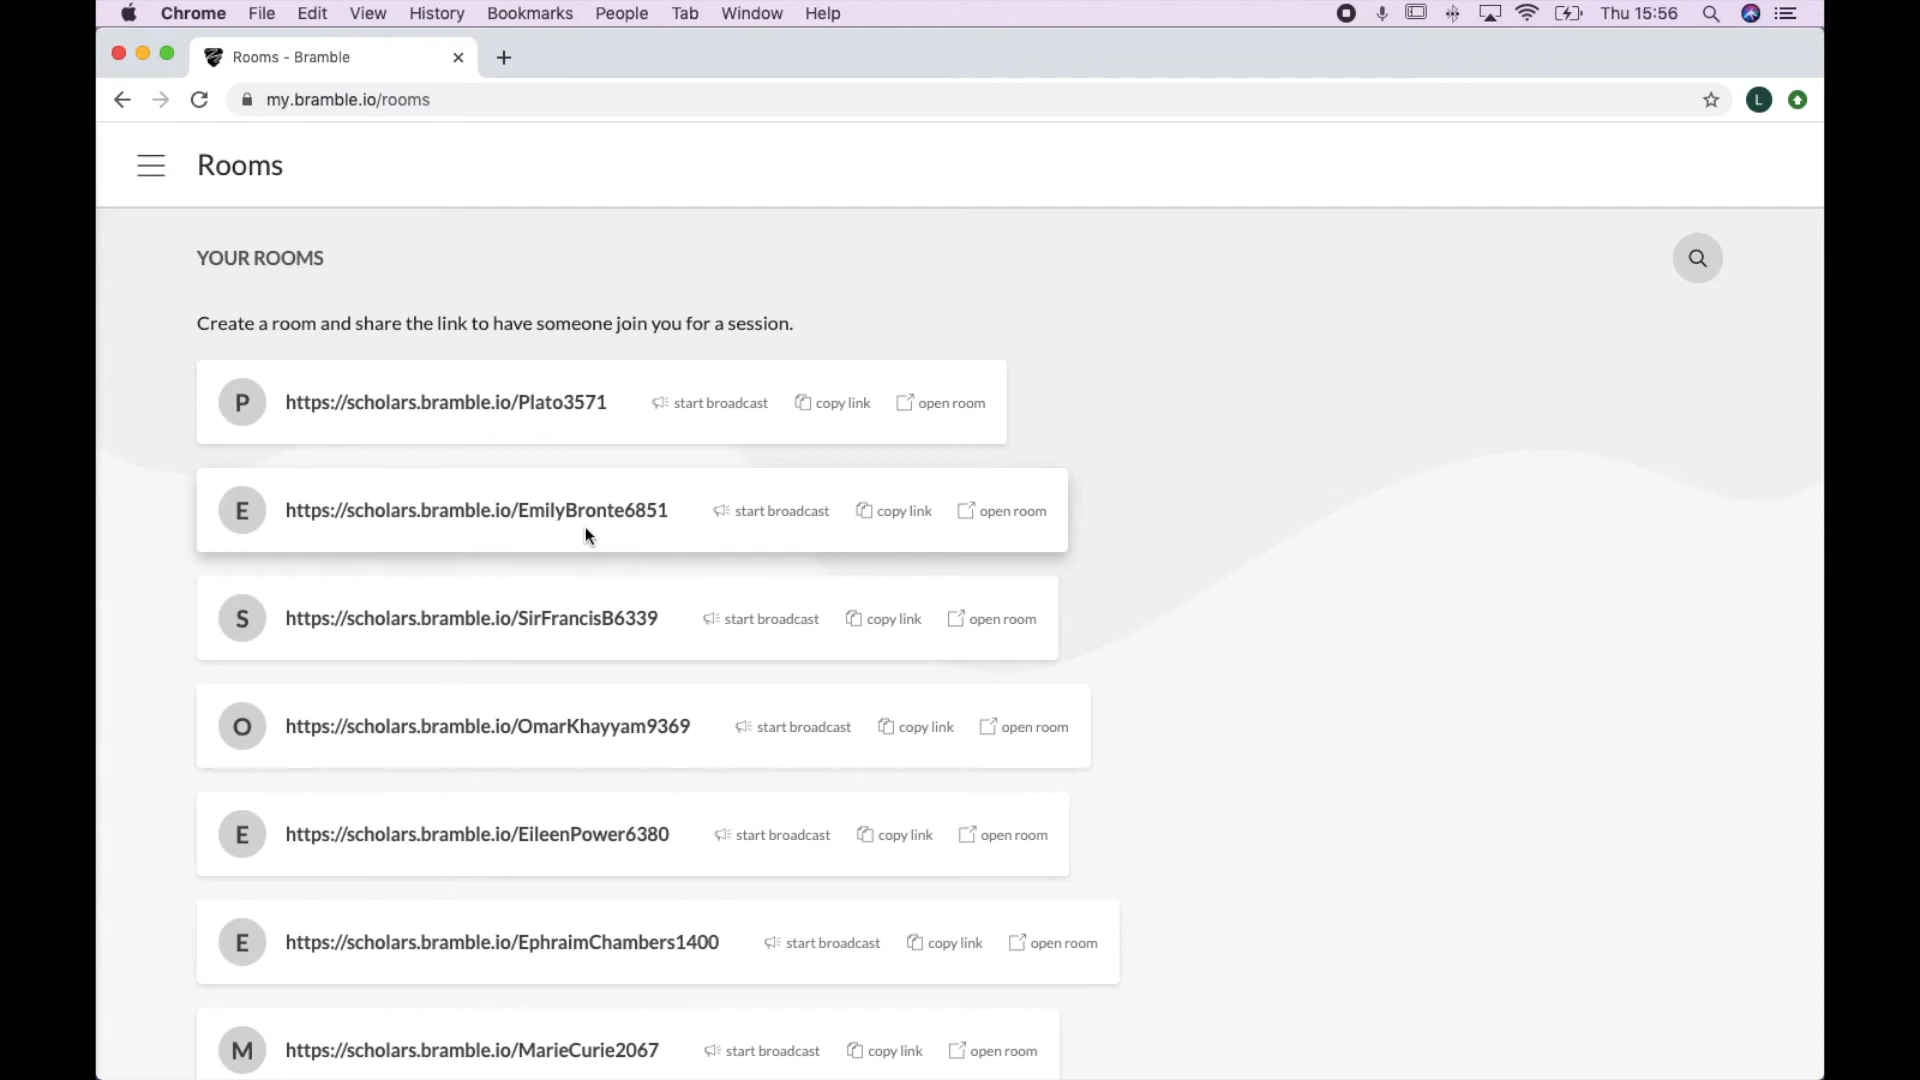 Chrome File Edit View History Bookmarks People Tab Window Help Thu 15:56
Rooms - Bramble
my.bramble.io/rooms L
Rooms
YOUR ROOMS
Create a room and share the link to have someone join you for a session.
P https://scholars.bramble.io/Plato3571 start broadcast copy link open room
E https://scholars.bramble.io/EmilyBronte6851 start broadcast copy link open room
S https://scholars.bramble.io/SirFrancisB6339 start broadcast copy link open room
O https://scholars.bramble.io/OmarKhayyam9369 start broadcast copy link open room
E https://scholars.bramble.io/EileenPower6380 start broadcast copy link open room
E https://scholars.bramble.io/EphraimChambers1400 start broadcast copy link open room
M https://scholars.bramble.io/MarieCurie2067 start broadcast copy link open room